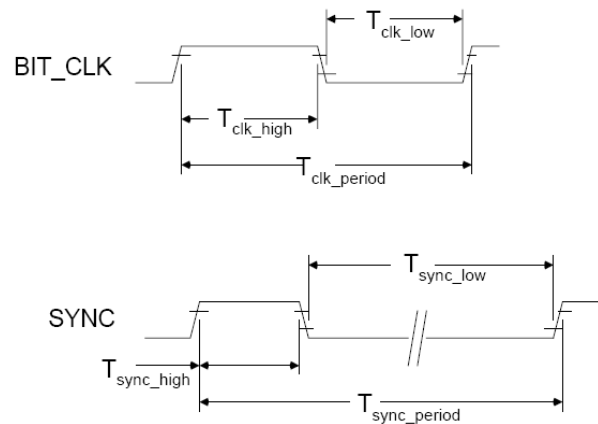 T_clk_low
BIT_CLK
T_clk_high
T_clk_period
T_sync_low
SYNC
T_sync_high
T_sync_period